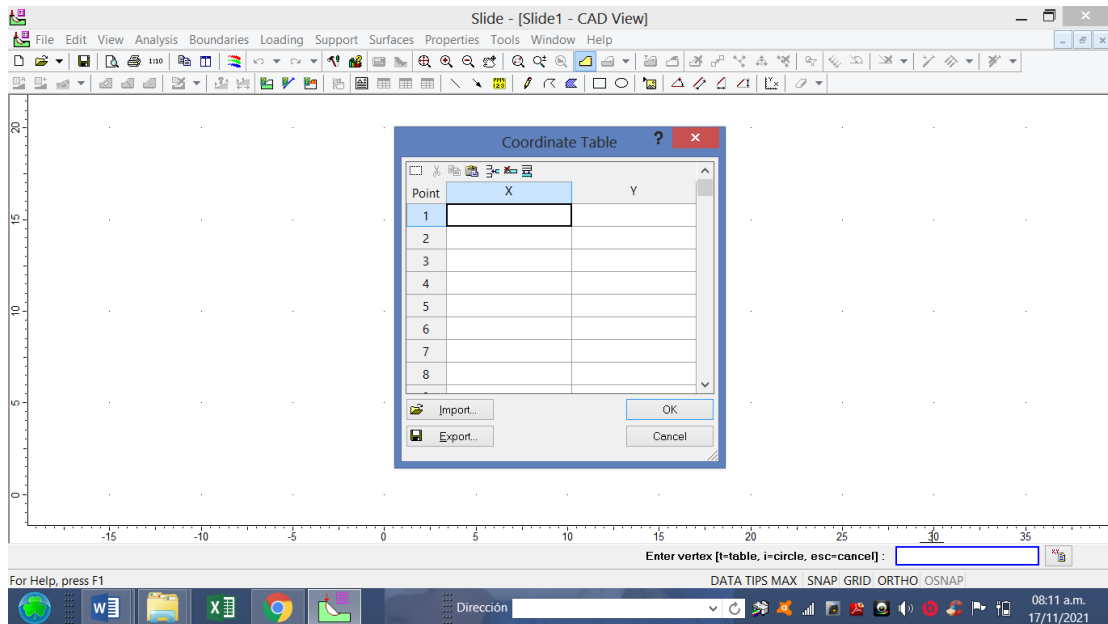 Slide - [Slide1 - CAD View]
File Edit View Analysis Boundaries Loading Support Surfaces Properties Tools Window Help
1:10
Coordinate Table
Point X Y
1
2
3
4
5
6
7
8
Import... OK
Export... Cancel
20
15
10
5
0
-15 -10 -5 0 5 10 15 20 25 30 35
Enter vertex [t=table, i=circle, esc=cancel] :
For Help, press F1 DATA TIPS MAX SNAP GRID ORTHO OSNAP
Dirección 08:11 a.m.
17/11/2021